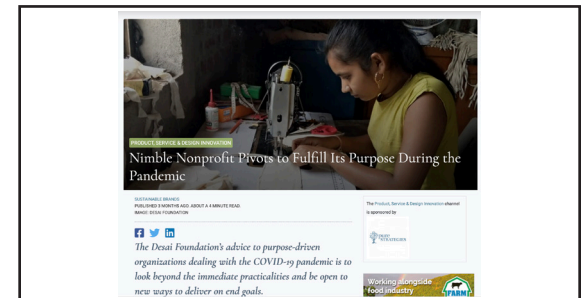 PRODUCT, SERVICE & DESIGN INNOVATION
Nimble Nonprofit Pivots to Fulfill Its Purpose During the
Pandemic
SUSTAINABLE BRANDS
PUBLISHED 3 MONTHS AGO. ABOUT A 4 MINUTE READ.
IMAGE: DESAI FOUNDATION
The Desai Foundation's advice to purpose-driven
organizations dealing with the COVID-19 pandemic is to
look beyond the immediate practicalities and be open to
new ways to deliver on end goals.
The Product, Service & Design Innovation channel
is sponsored by
STRATEGIES
Working alongside
food industry
FARM